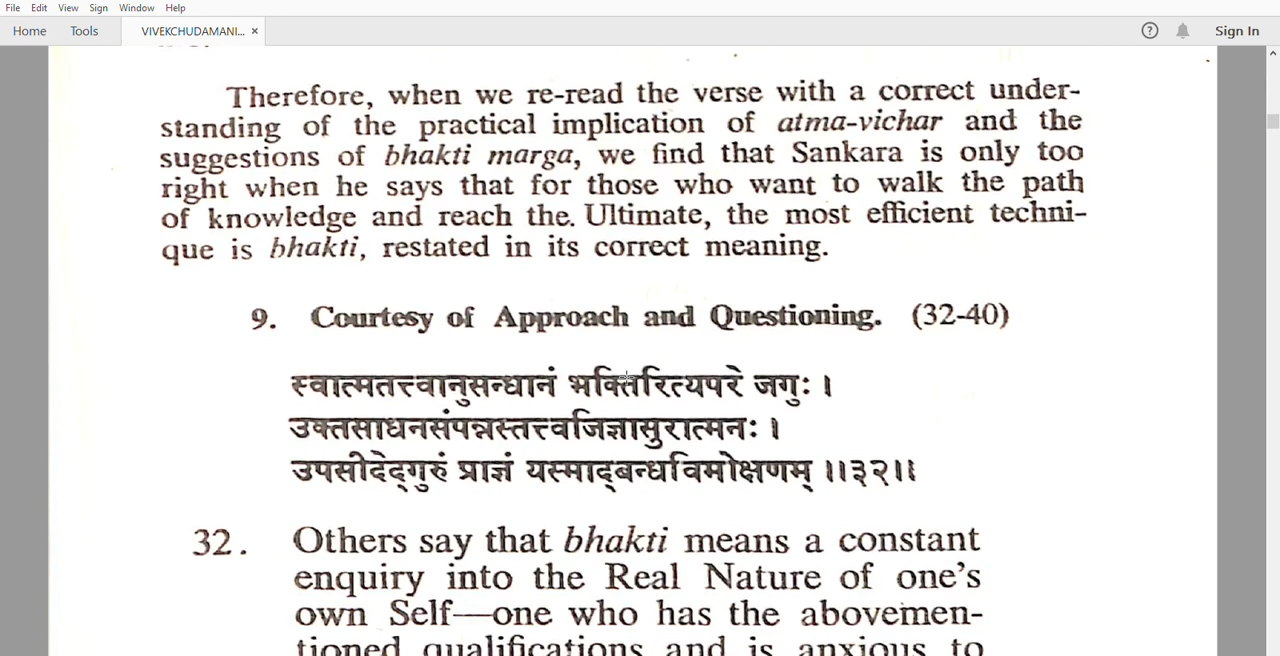 File Edit View Sign Window Help
Home Tools VIVEKCHUDAMANI... × Sign In
Therefore, when we re-read the verse with a correct under-
standing of the practical implication of atma-vichar and the
suggestions of bhakti marga, we find that Sankara is only too
right when he says that for those who want to walk the path
of knowledge and reach the. Ultimate, the most efficient techni-
que is bhakti, restated in its correct meaning.
9. Courtesy of Approach and Questioning. (32-40)
स्वात्मतत्त्वानुसन्धानं भक्तिरित्यपरे जगुः ।
उक्तसाधनसंपन्नस्तत्त्वजिज्ञासुरात्मनः ।
उपसीदेद्गुरुं प्राज्ञं यस्माद्बन्धविमोक्षणम् ।।३२।।
32. Others say that bhakti means a constant
enquiry into the Real Nature of one's
own Self—one who has the abovemen-
tioned qualifications and is anxious to